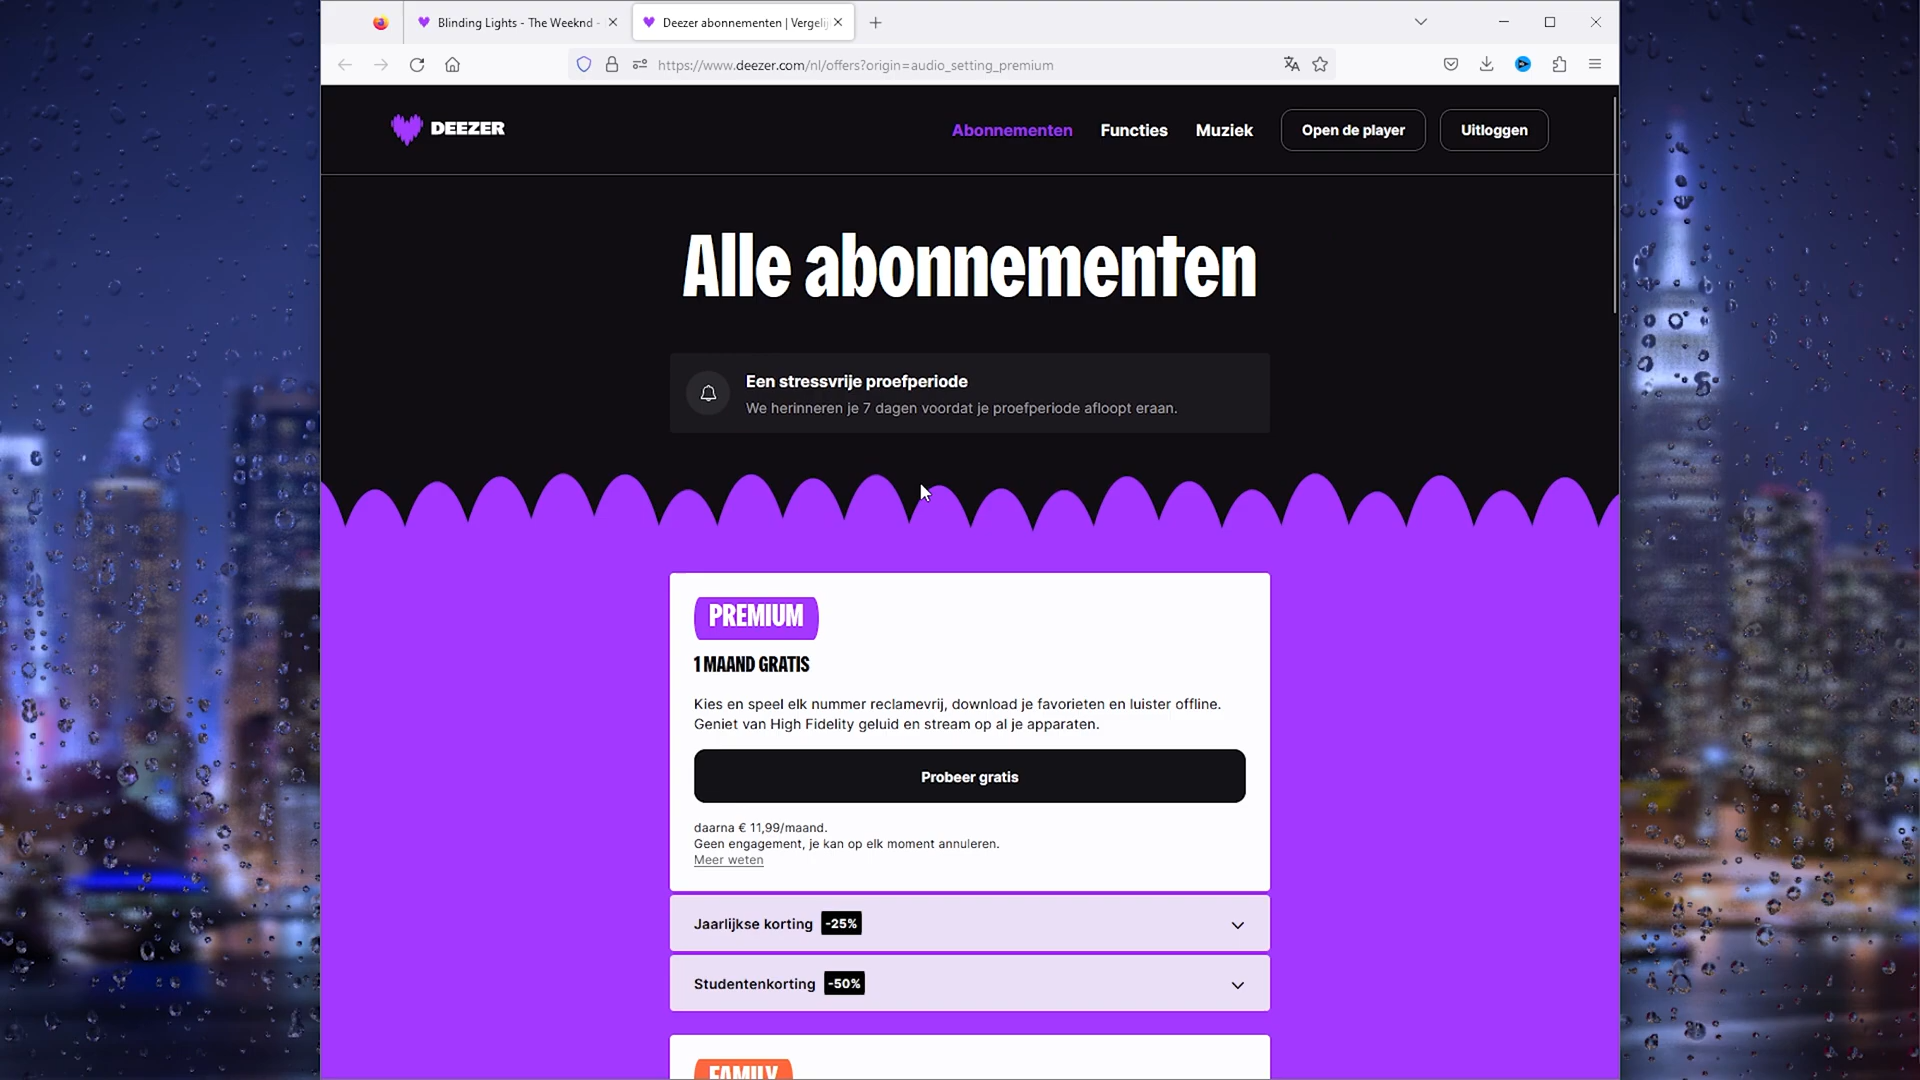 Blinding Lights - The Weeknd -
Deezer abonnementen | Vergelij
https://www.deezer.com/nl/offers?origin=audio_setting_premium
DEEZER
Abonnementen
Functies
Muziek
Open de player
Uitloggen
Alle abonnementen
Een stressvrije proefperiode
We herinneren je 7 dagen voordat je proefperiode afloopt eraan.
PREMIUM
1 MAAND GRATIS
Kies en speel elk nummer reclamevrij, download je favorieten en luister offline.
Geniet van High Fidelity geluid en stream op al je apparaten.
Probeer gratis
daarna € 11,99/maand.
Geen engagement, je kan op elk moment annuleren.
Meer weten
Jaarlijkse korting -25%
Studentenkorting -50%
FAMILY